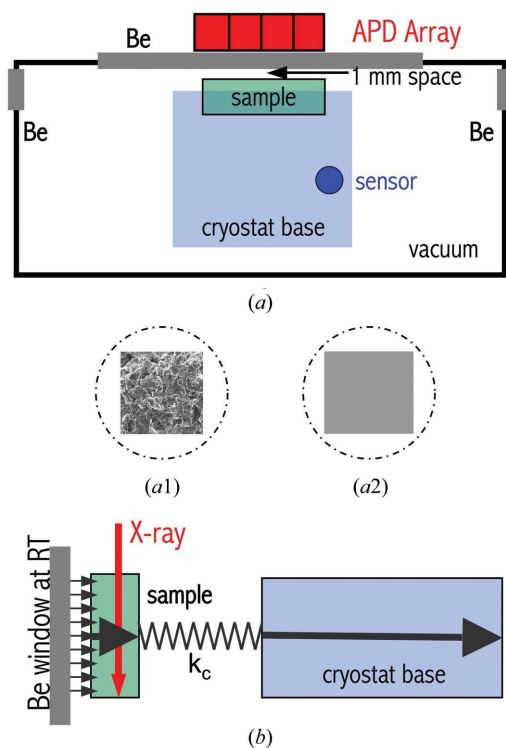 Be
APD Array
1 mm space
sample
Be
Be
sensor
cryostat base
vacuum
(a)
(a1)
(a2)
X-ray
Be window at RT
sample
kc
cryostat base
(b)